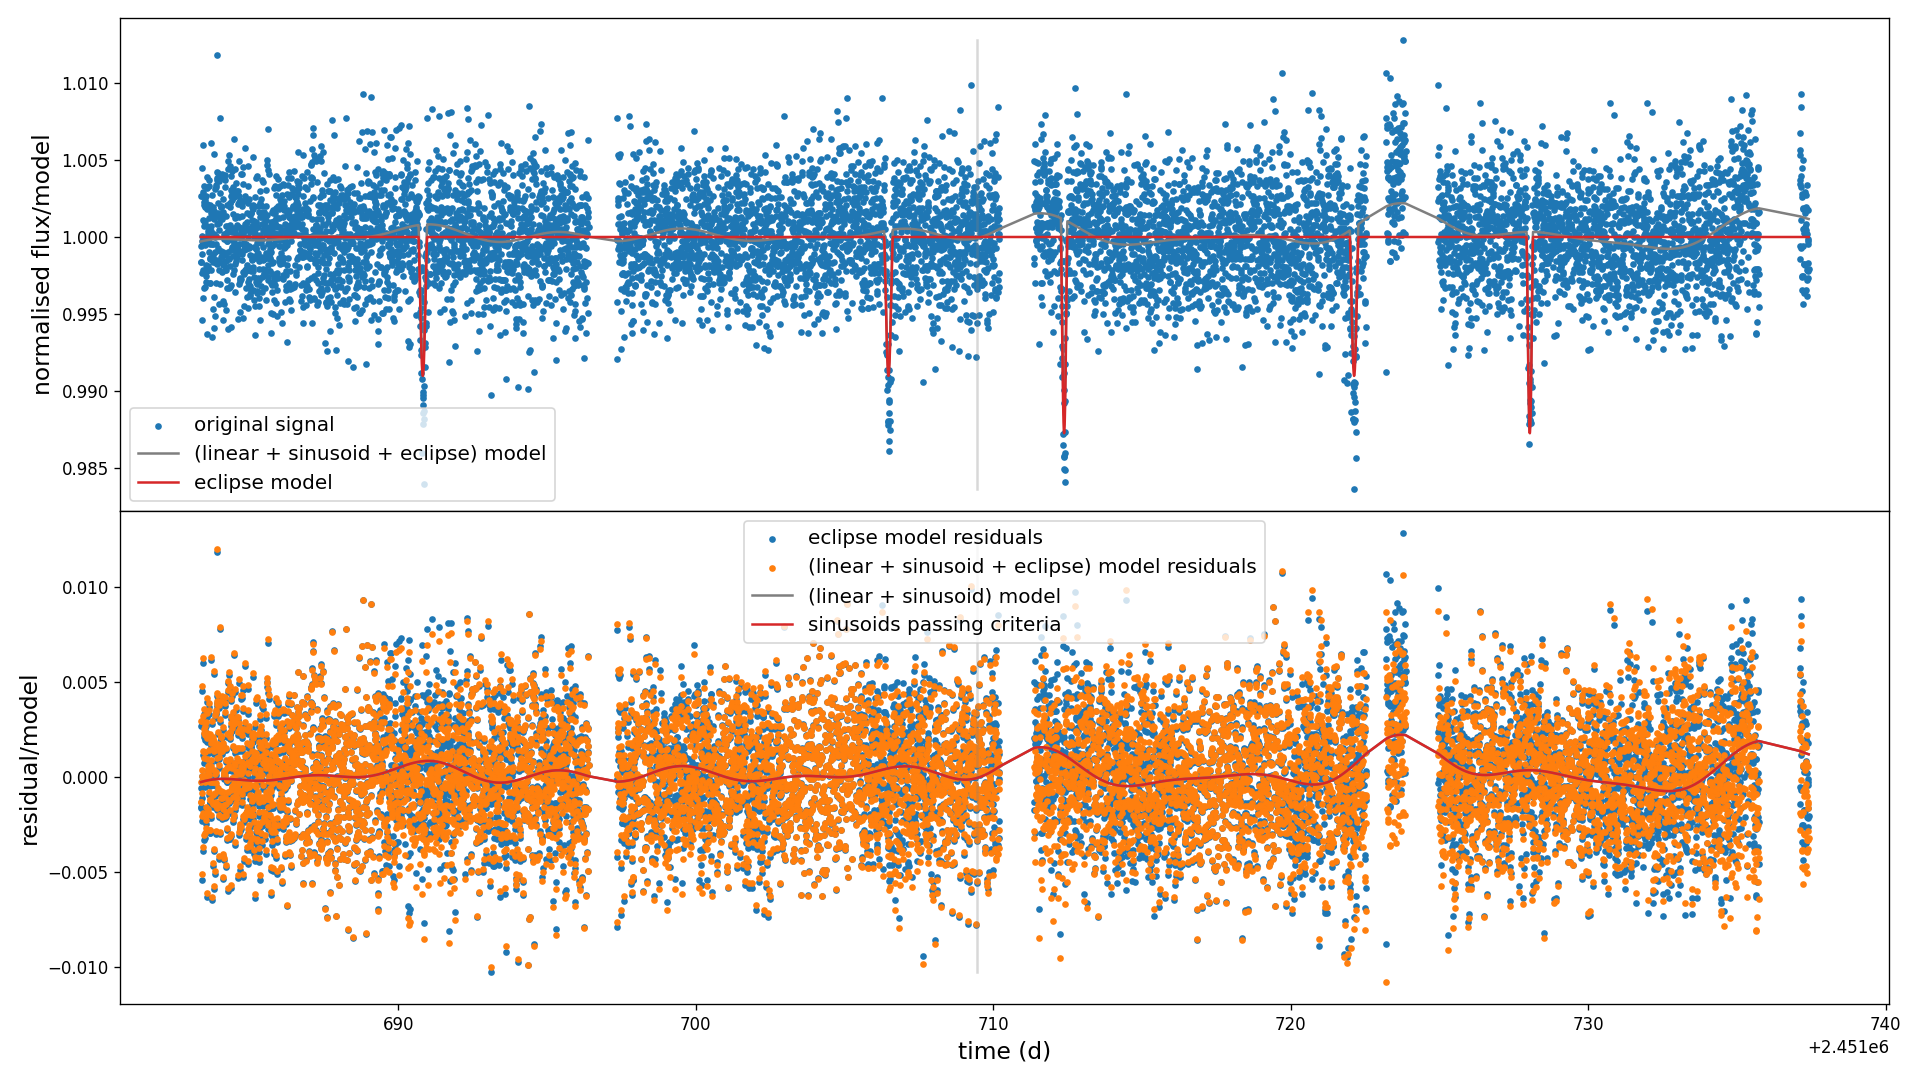 normalised flux/model
1.010
1.005
1.000
0.995
0.990
0.985
original signal
(linear + sinusoid + eclipse) model
eclipse model
residual/model
0.010
0.005
0.000
−0.005
−0.010
eclipse model residuals
(linear + sinusoid + eclipse) model residuals
(linear + sinusoid) model
sinusoids passing criteria
690
700
710
720
730
740
time (d)
+2.451e6